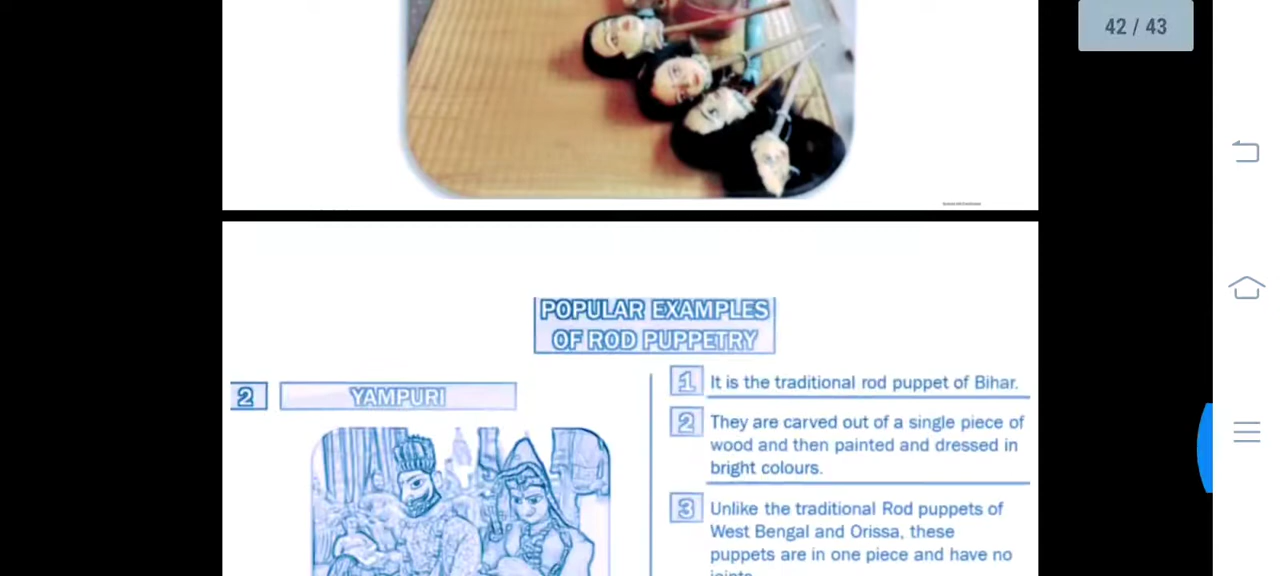 42 / 43
POPULAR EXAMPLES
OF ROD PUPPETRY
2 YAMPURI
1 It is the traditional rod puppet of Bihar.
2 They are carved out of a single piece of
wood and then painted and dressed in
bright colours.
3 Unlike the traditional Rod puppets of
West Bengal and Orissa, these
puppets are in one piece and have no
joints